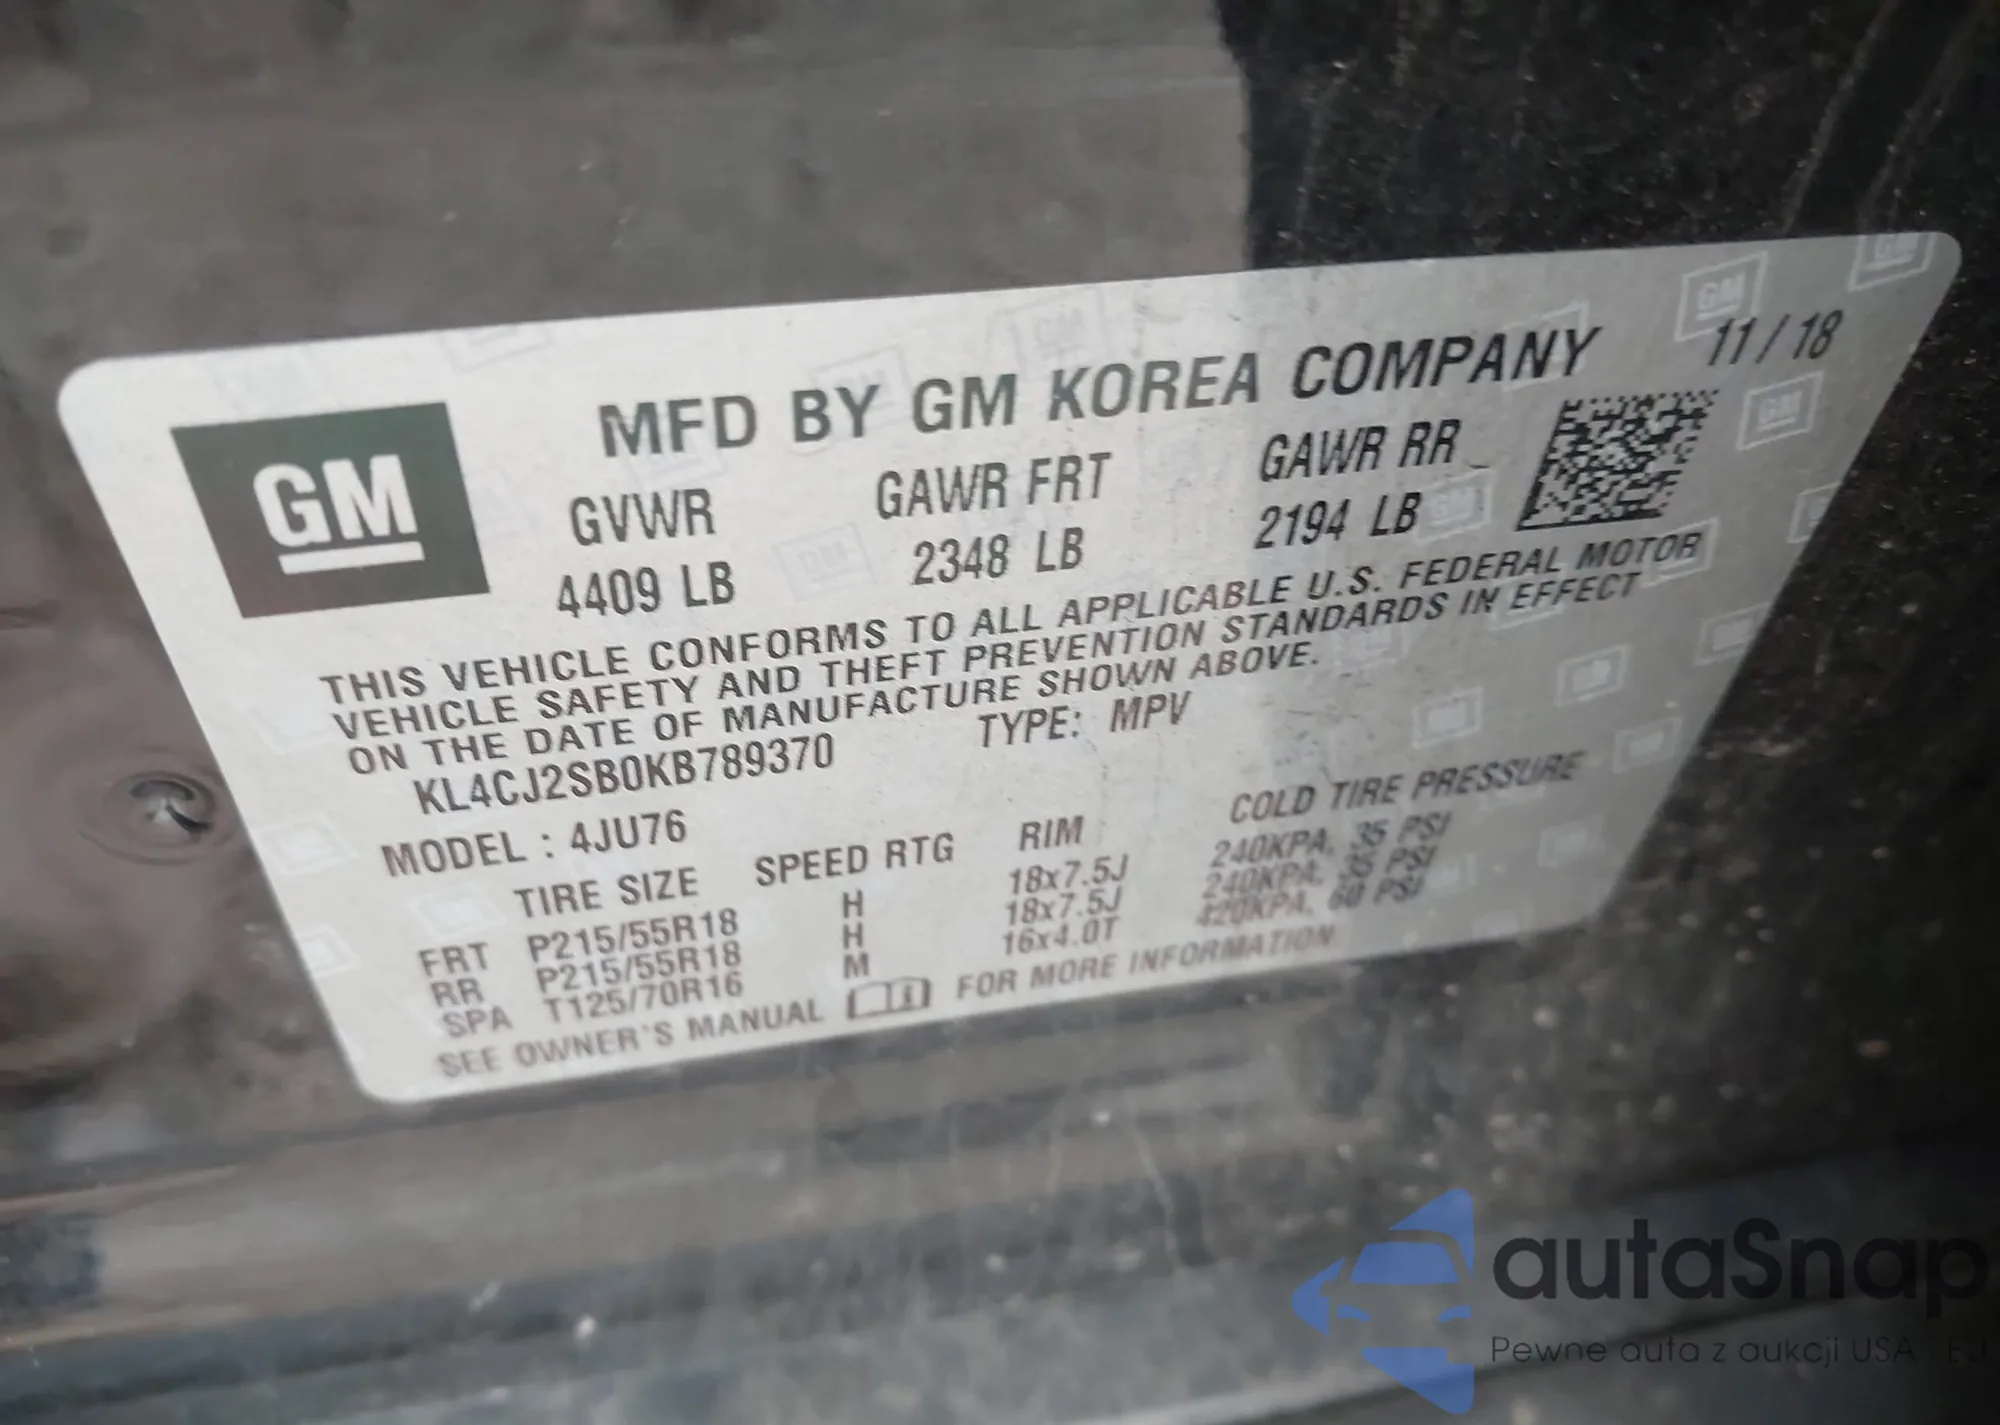 MFD BY GM KOREA COMPANY 11/18
GM
GVWR GAWR FRT GAWR RR
4409 LB 2348 LB 2194 LB
THIS VEHICLE CONFORMS TO ALL APPLICABLE U.S. FEDERAL MOTOR
VEHICLE SAFETY AND THEFT PREVENTION STANDARDS IN EFFECT
ON THE DATE OF MANUFACTURE SHOWN ABOVE.
KL4CJ2SB0KB789370 TYPE: MPV
MODEL : 4JU76
TIRE SIZE SPEED RTG RIM COLD TIRE PRESSURE
FRT P215/55R18 H 18x7.5J 240KPA, 35 PSI
RR P215/55R18 H 18x7.5J 240KPA, 35 PSI
SPA T125/70R16 M 16x4.0T 420KPA, 60 PSI
SEE OWNER'S MANUAL FOR MORE INFORMATION
autaSnap
Pewne auta z aukcji USA